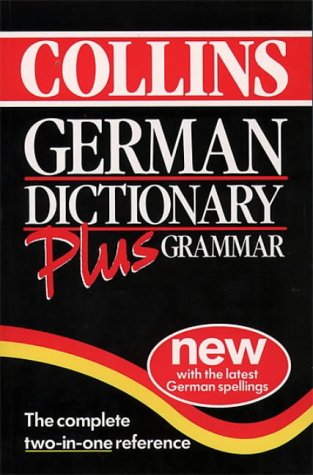 COLLINS
GERMAN
DICTIONARY
Plus GRAMMAR
new
with the latest
German spellings
The complete
two-in-one reference